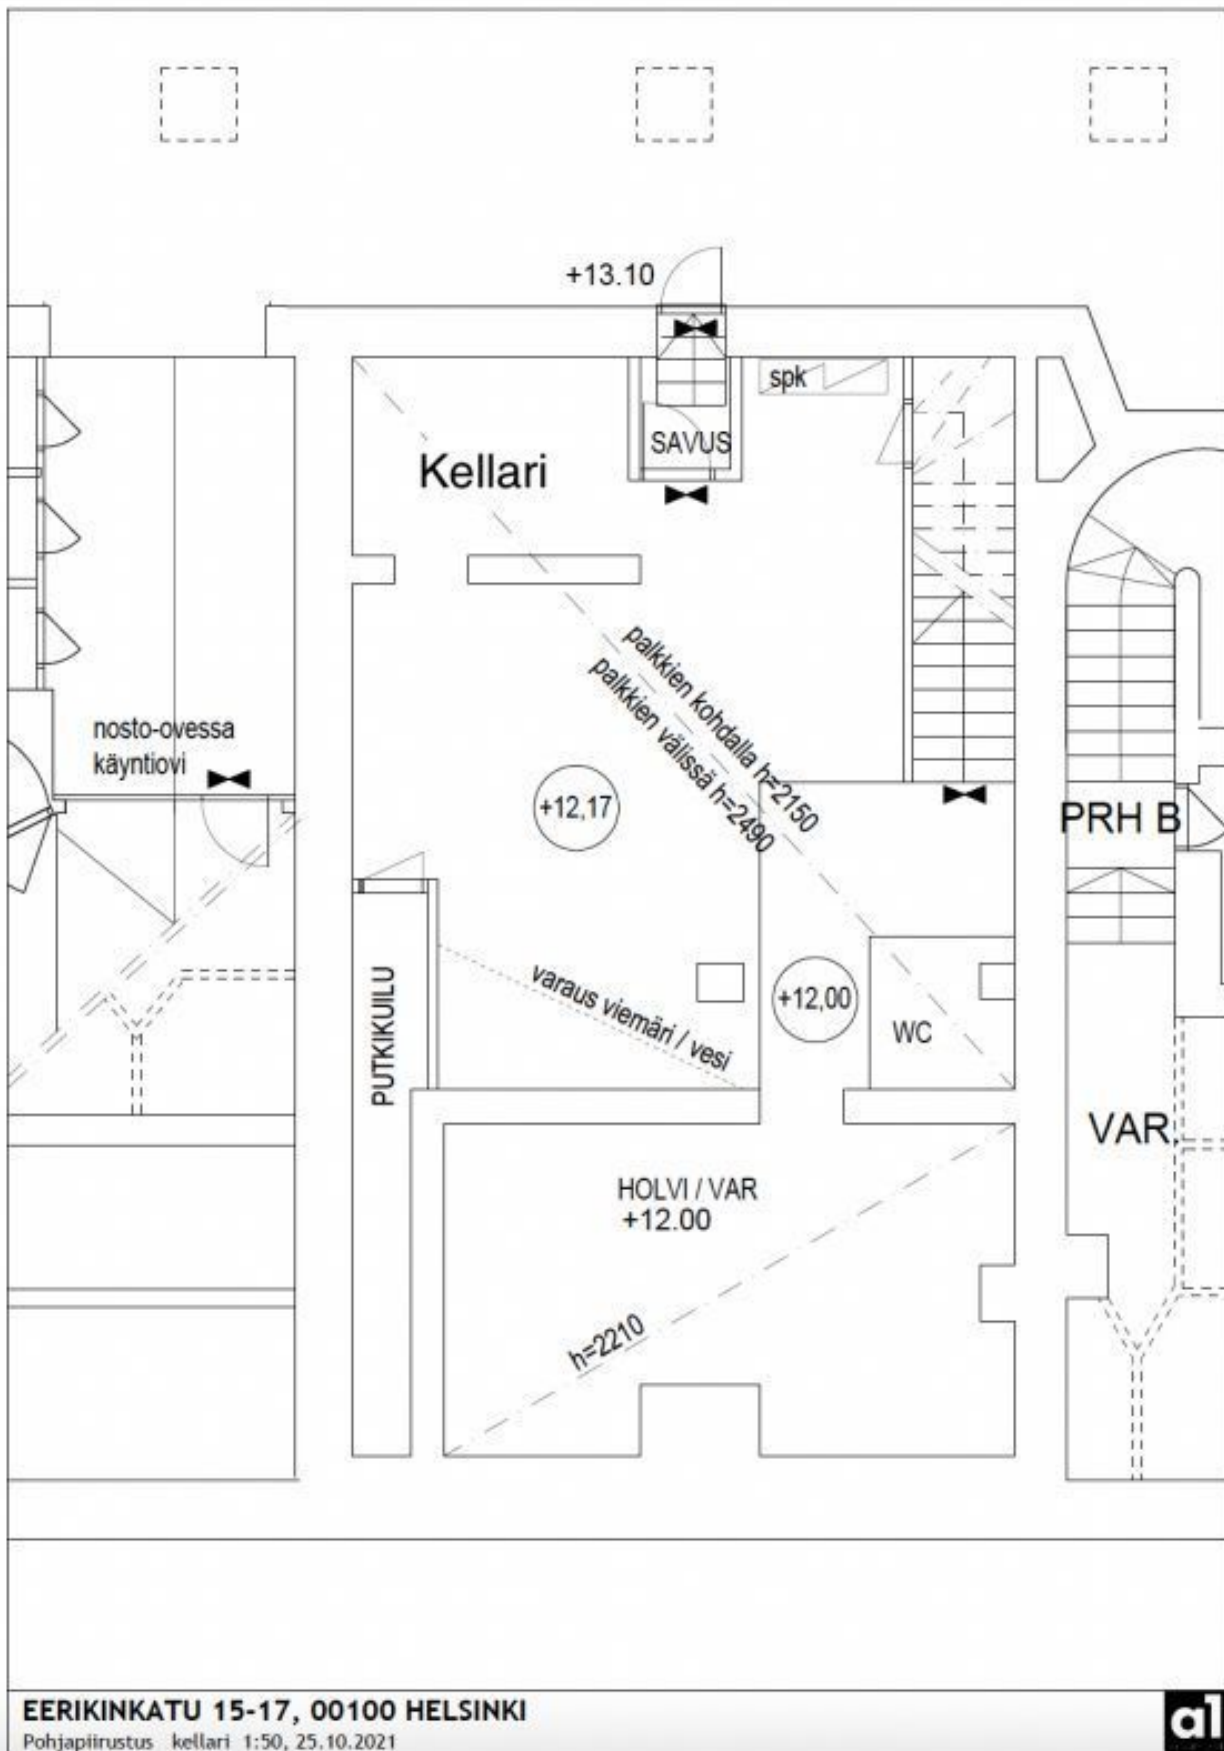 +13.10
spk
SAVUS
Kellari
palkkien kohdalla h=2150
palkkien välissä h=2490
nosto-ovessa
käyntiovi
+12,17
PRH B
PUTKIKUILU
varaus viemäri / vesi
+12,00
WC
VAR.
HOLVI / VAR
+12.00
h=2210
EERIKINKATU 15-17, 00100 HELSINKI
Pohjapiirustus kellari 1:50, 25.10.2021
a1